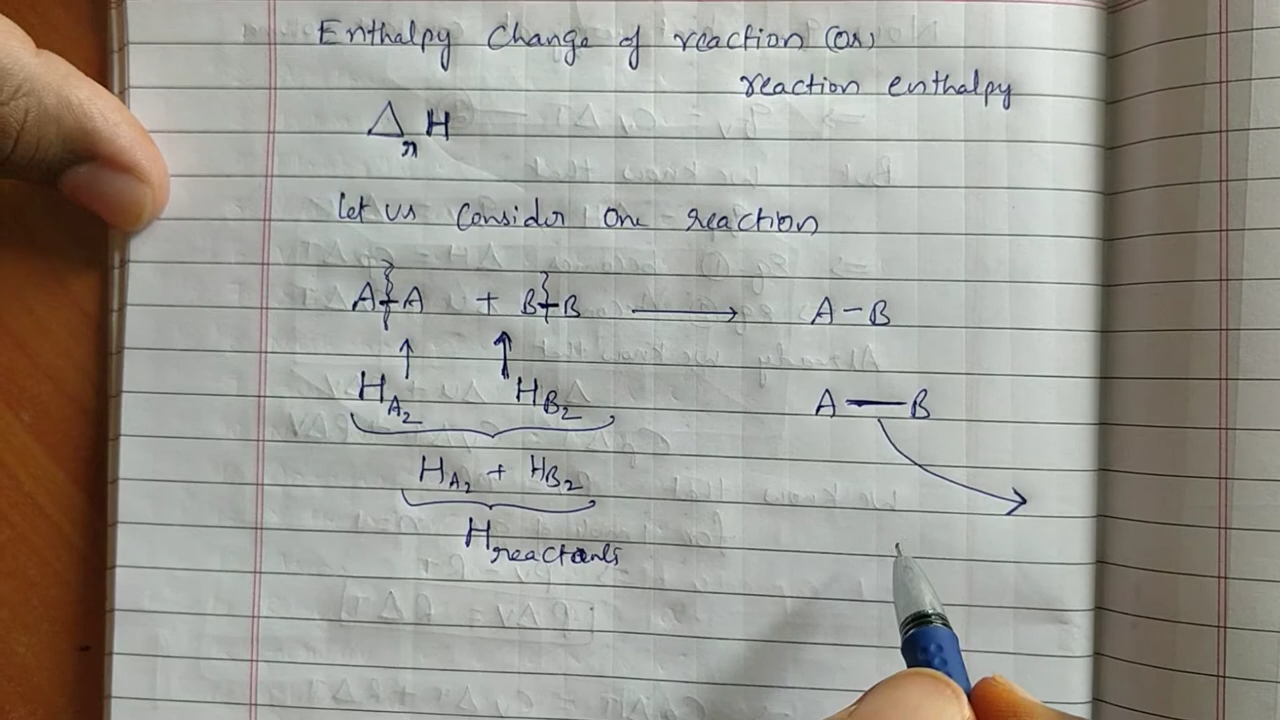 Enthalpy Change of reaction (or)
reaction enthalpy
ΔrH
Let us Consider One reaction
A-A + B-B → A-B
↑ ↑
HA2 HB2 A—B
HA2 + HB2
Hreactants